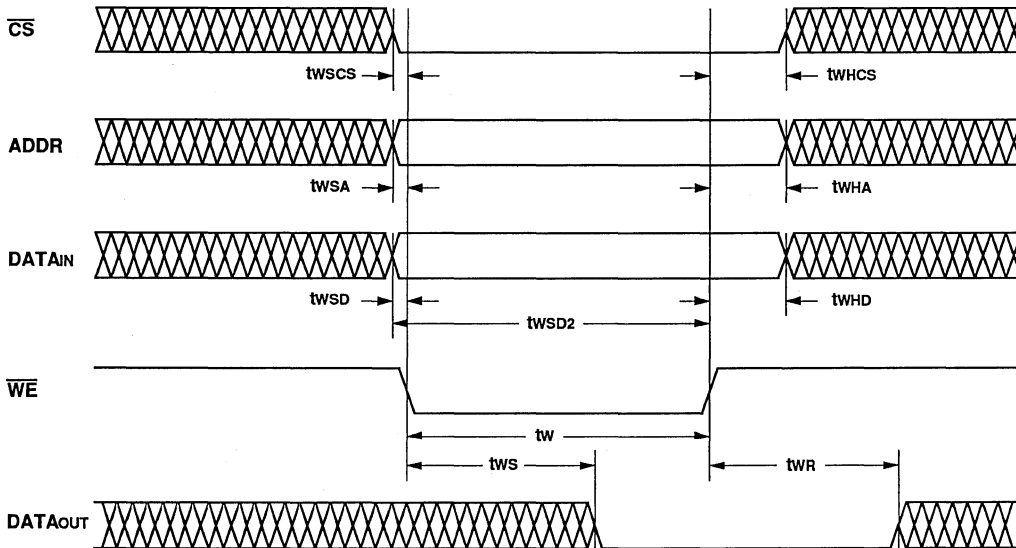 CS
tWSCS tWHCS
ADDR
tWSA tWHA
DATAIN
tWSD tWHD
tWSD2
WE
tW
tWS tWR
DATAOUT